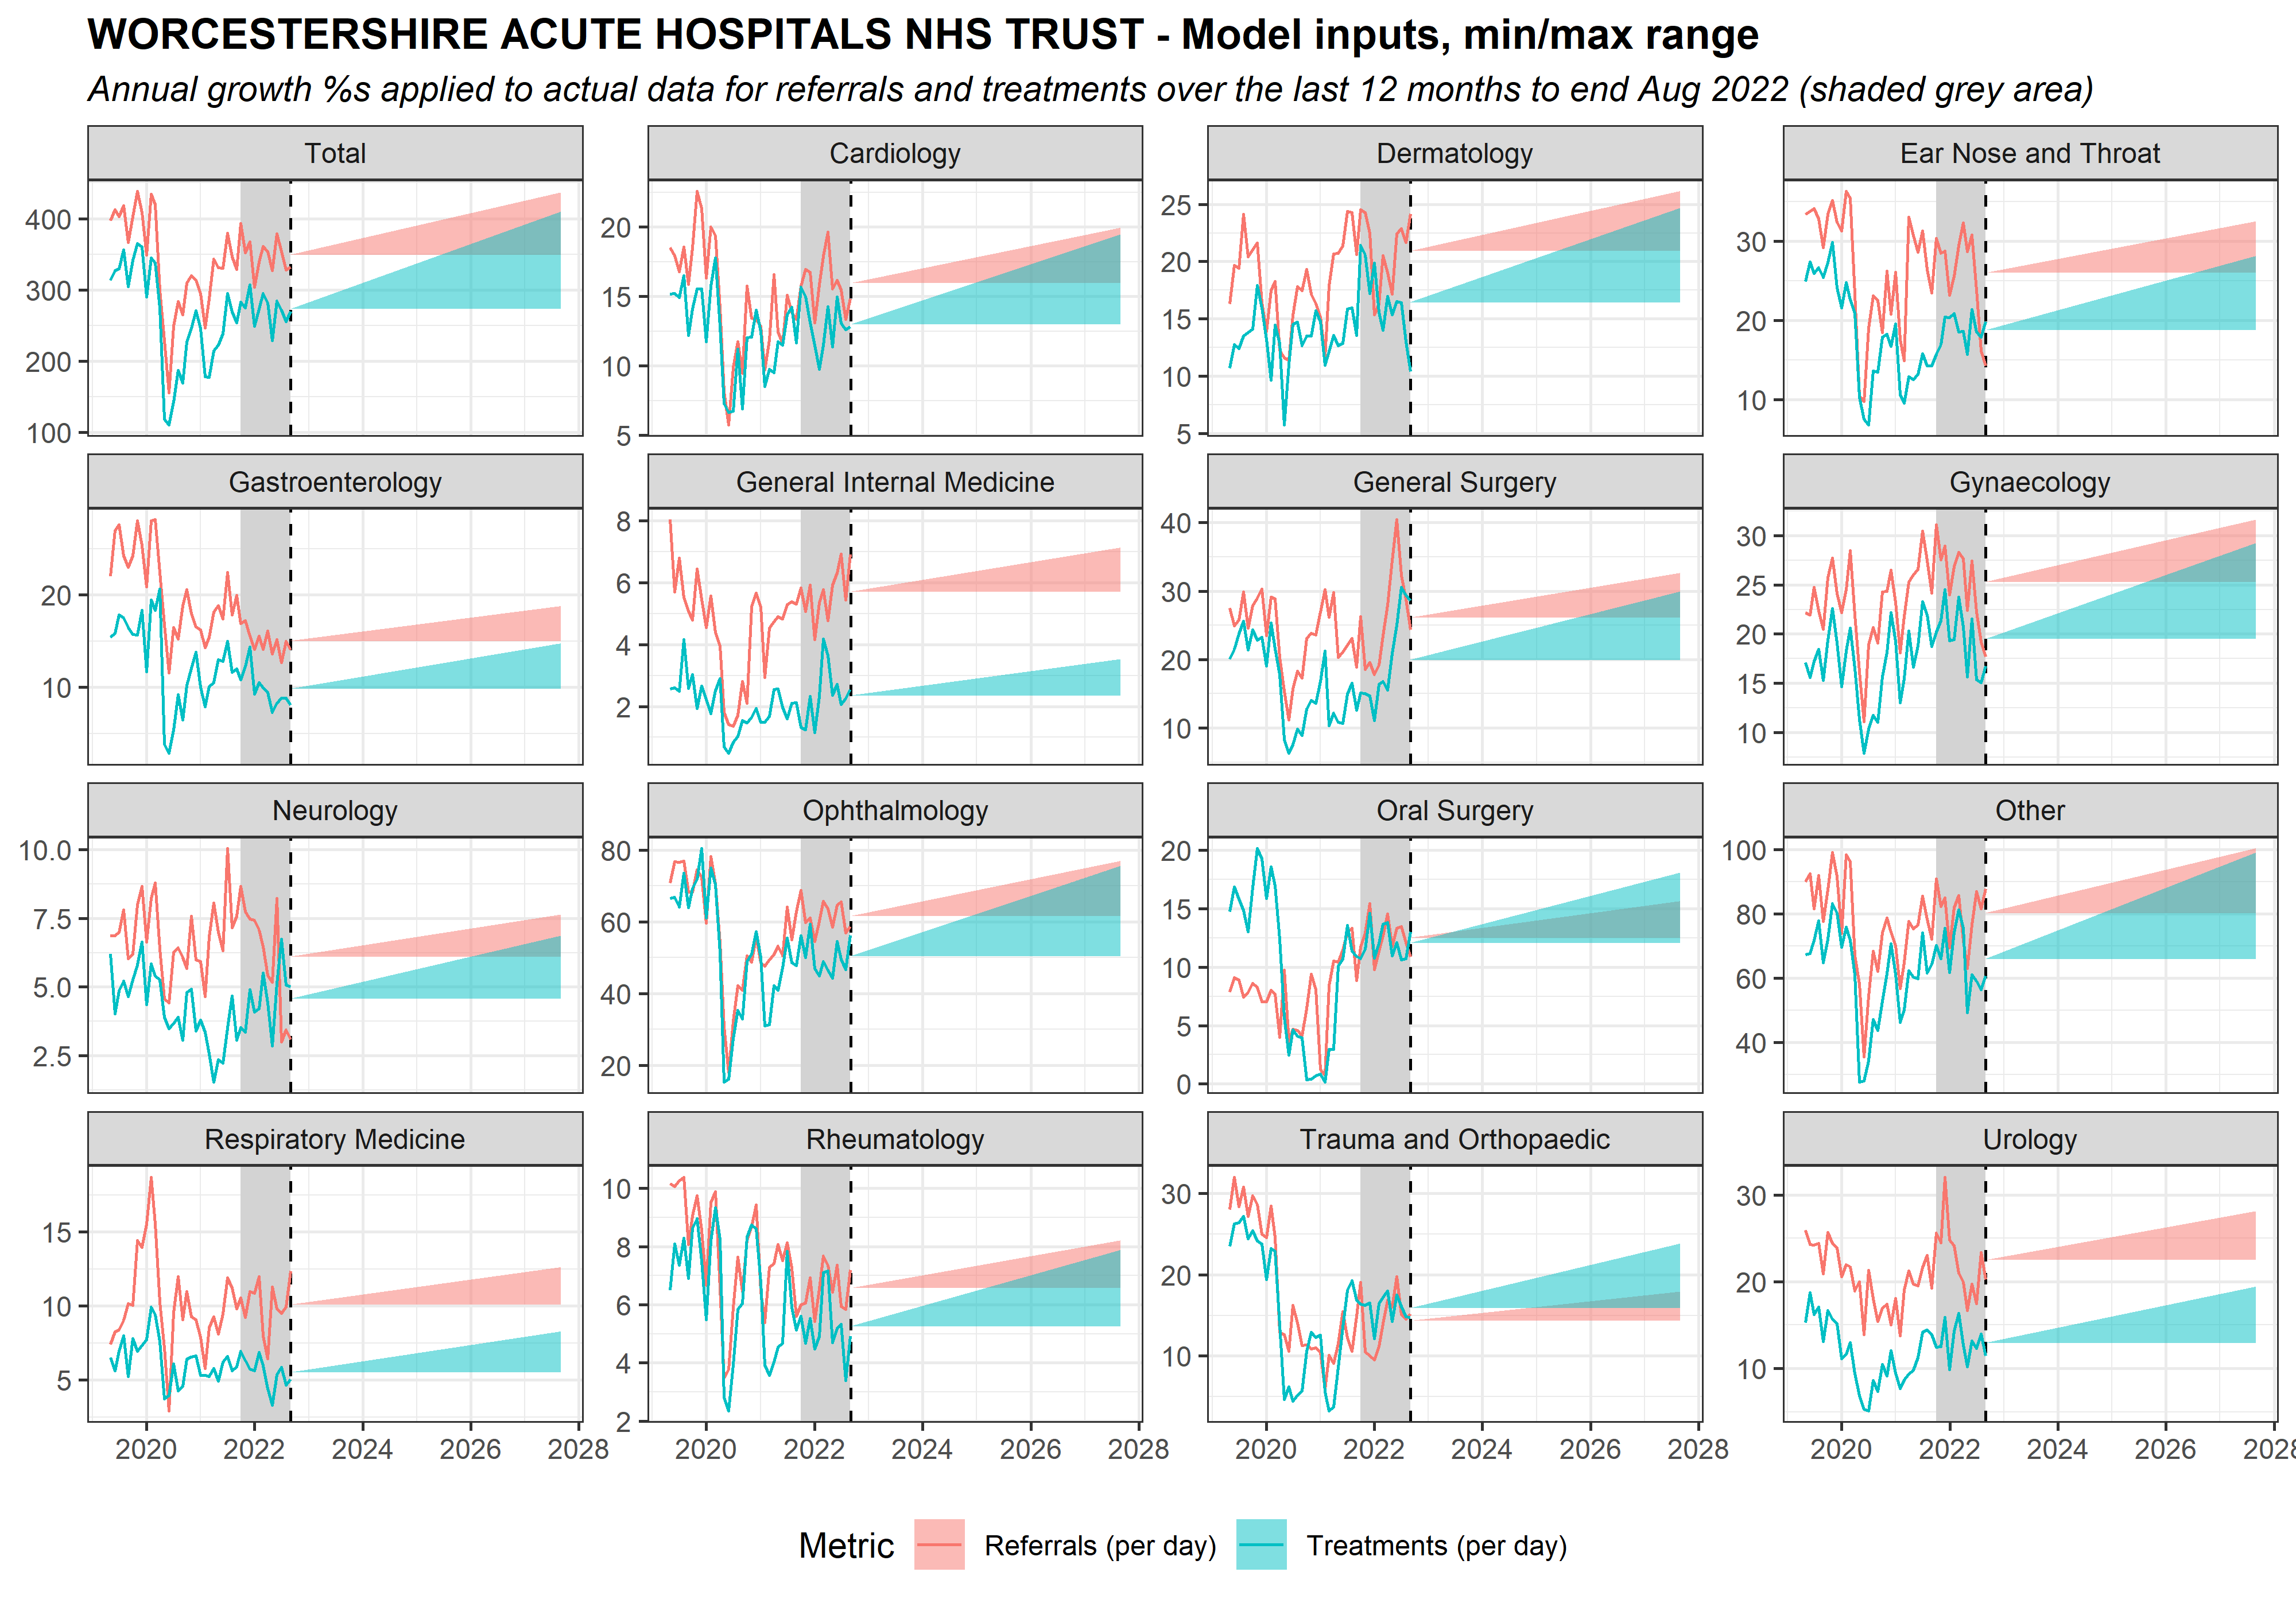 WORCESTERSHIRE ACUTE HOSPITALS NHS TRUST - Model inputs, min/max range
Annual growth %s applied to actual data for referrals and treatments over the last 12 months to end Aug 2022 (shaded grey area)
Total Cardiology Dermatology Ear Nose and Throat
400 20 25 30
300 15 20 20
200 10 15 10
100 5 10
5
Gastroenterology General Internal Medicine General Surgery Gynaecology
20 8 40 30
10 6 30 25
4 20 20
2 10 15
10
Neurology Ophthalmology Oral Surgery Other
10.0 80 20 100
7.5 60 15 80
5.0 40 10 60
2.5 20 5 40
0
Respiratory Medicine Rheumatology Trauma and Orthopaedic Urology
15 10 30 30
10 8 20 20
5 6 10 10
4
2
2020 2022 2024 2026 2028 2020 2022 2024 2026 2028 2020 2022 2024 2026 2028 2020 2022 2024 2026 2028
Metric Referrals (per day) Treatments (per day)